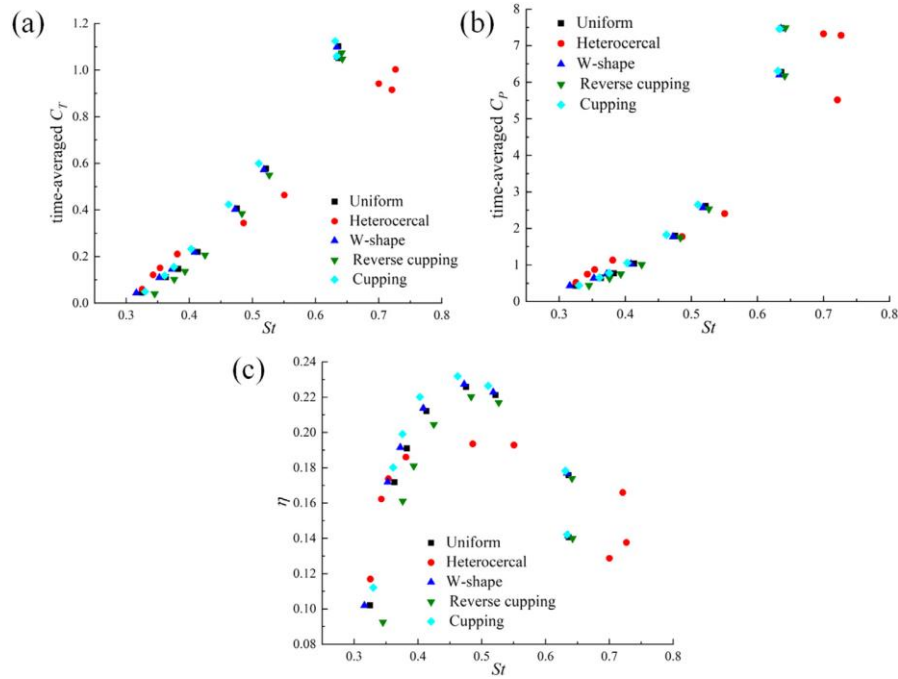 (a)
time-averaged C_T
1.2
1.0
0.8
0.6
0.4
0.2
0.0
0.3 0.4 0.5 0.6 0.7 0.8
St
Uniform
Heterocercal
W-shape
Reverse cupping
Cupping
(b)
time-averaged C_P
8
7
6
5
4
3
2
1
0
0.3 0.4 0.5 0.6 0.7 0.8
St
Uniform
Heterocercal
W-shape
Reverse cupping
Cupping
(c)
η
0.24
0.22
0.20
0.18
0.16
0.14
0.12
0.10
0.08
0.3 0.4 0.5 0.6 0.7 0.8
St
Uniform
Heterocercal
W-shape
Reverse cupping
Cupping